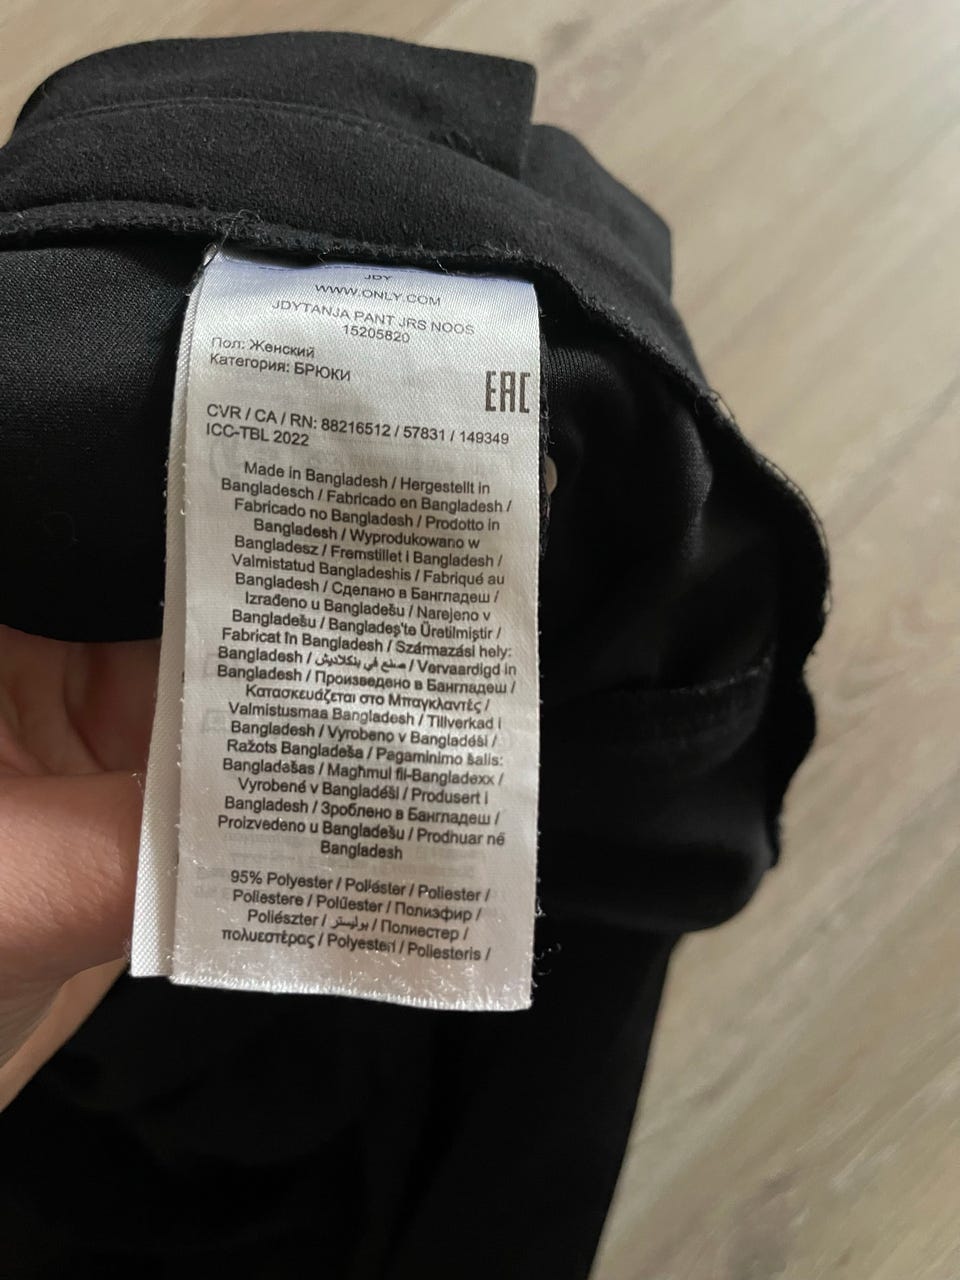 JDY
WWW.ONLY.COM
JDYTANJA PANT JRS NOOS
15205820
Пол: Женский
Категория: БРЮКИ
EAC
CVR / CA / RN: 88216512 / 57831 / 149349
ICC-TBL 2022
Made in Bangladesh / Hergestellt in
Bangladesch / Fabricado en Bangladesh /
Fabricado no Bangladesh / Prodotto in
Bangladesh / Wyprodukowano w
Bangladesz / Fremstillet i Bangladesh /
Valmistatud Bangladeshis / Fabriqué au
Bangladesh / Сделано в Бангладеш /
Izrađeno u Bangladešu / Narejeno v
Bangladešu / Bangladeş'te Üretilmiştir /
Fabricat în Bangladesh / Származási hely:
Bangladesh / صنع في بنكلاديش / Vervaardigd in
Bangladesh / Произведено в Бангладеш /
Κατασκευάζεται στο Μπαγκλαντές /
Valmistusmaa Bangladesh / Tillverkad i
Bangladesh / Vyrobeno v Bangladéši /
Ražots Bangladeša / Pagaminimo šalis:
Bangladešas / Magħmul fil-Bangladexx /
Vyrobené v Bangladéši / Produsert i
Bangladesh / Зроблено в Бангладеш /
Proizvedeno u Bangladešu / Prodhuar në
Bangladesh
95% Polyester / Poliéster / Poliester /
Poliestere / Polüester / Полиэфир /
Poliészter / بوليستر / Полиестер /
πολυεστέρας / Polyesteri / Poliesteris /